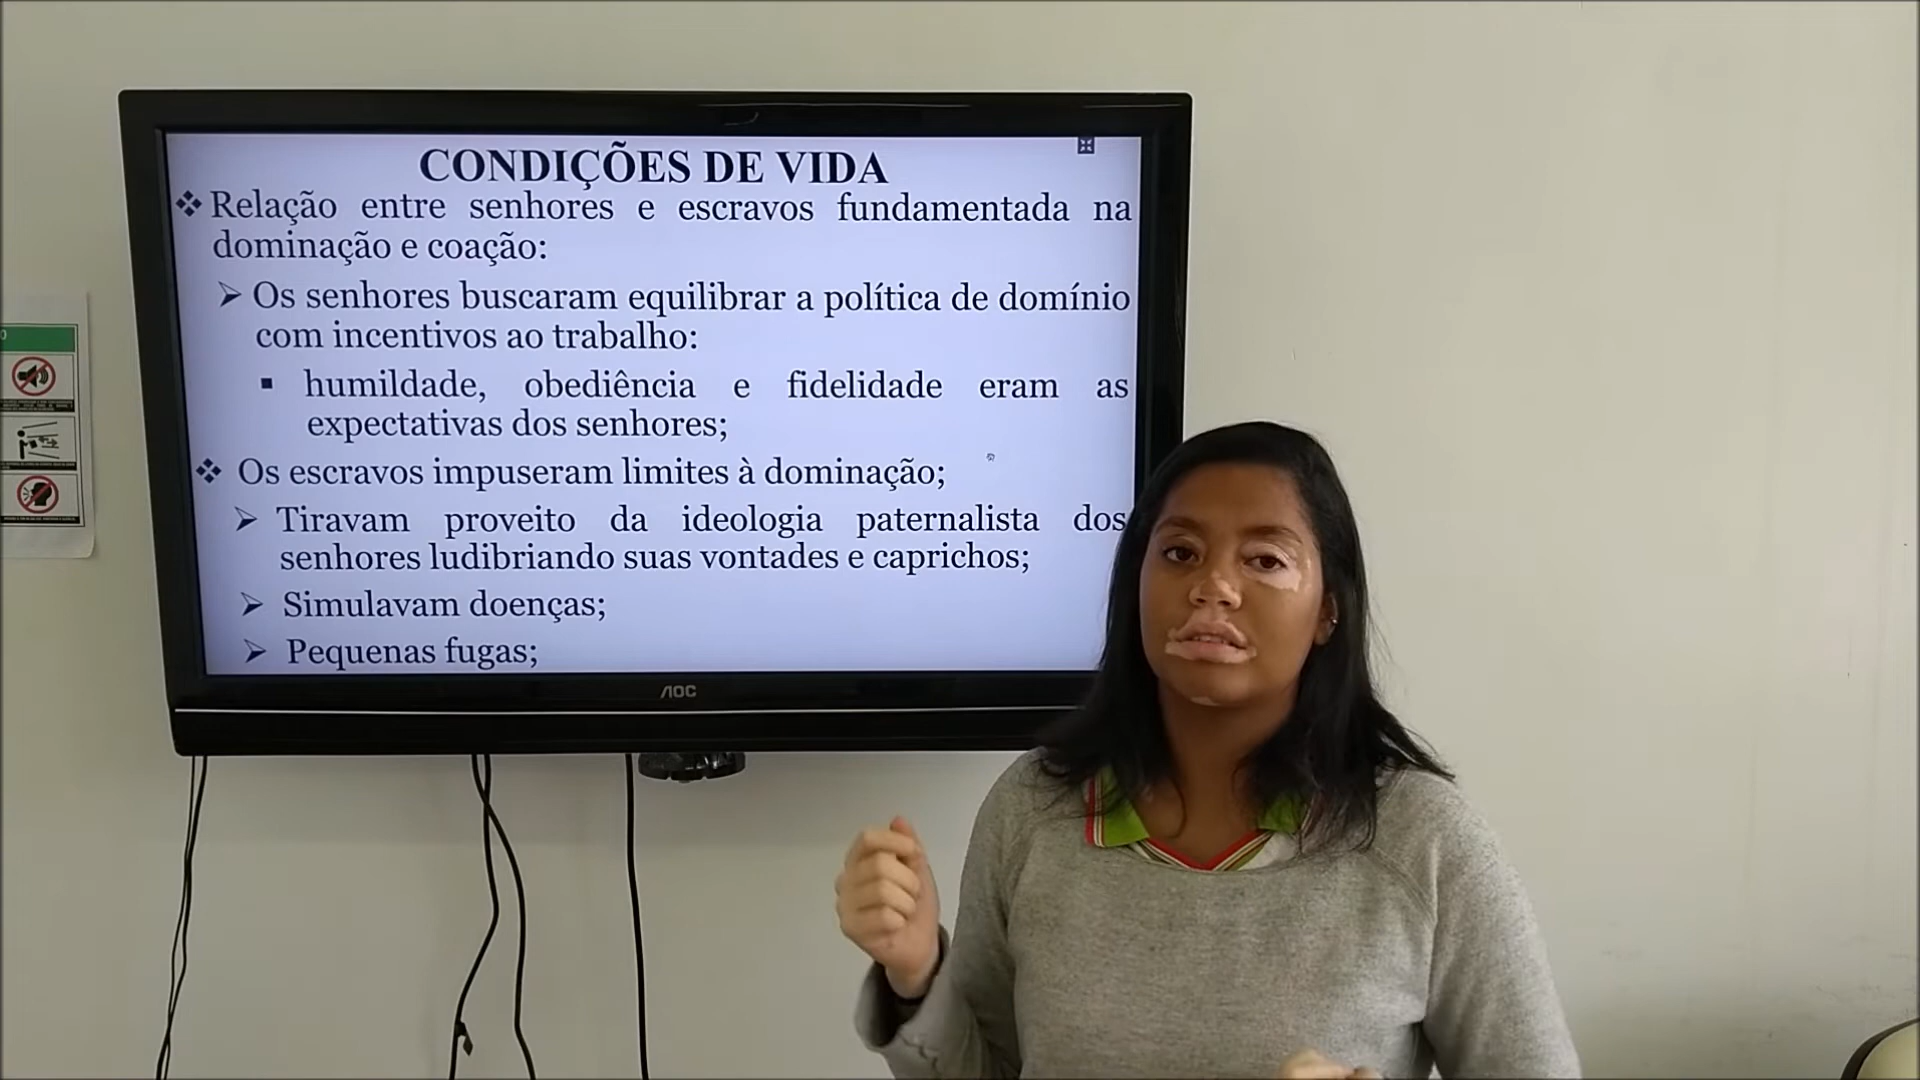 CONDIÇÕES DE VIDA
❖ Relação entre senhores e escravos fundamentada na
dominação e coação:
➢ Os senhores buscaram equilibrar a política de domínio
com incentivos ao trabalho:
▪ humildade, obediência e fidelidade eram as
expectativas dos senhores;
❖ Os escravos impuseram limites à dominação;
➢ Tiravam proveito da ideologia paternalista dos
senhores ludibriando suas vontades e caprichos;
➢ Simulavam doenças;
➢ Pequenas fugas;
AOC